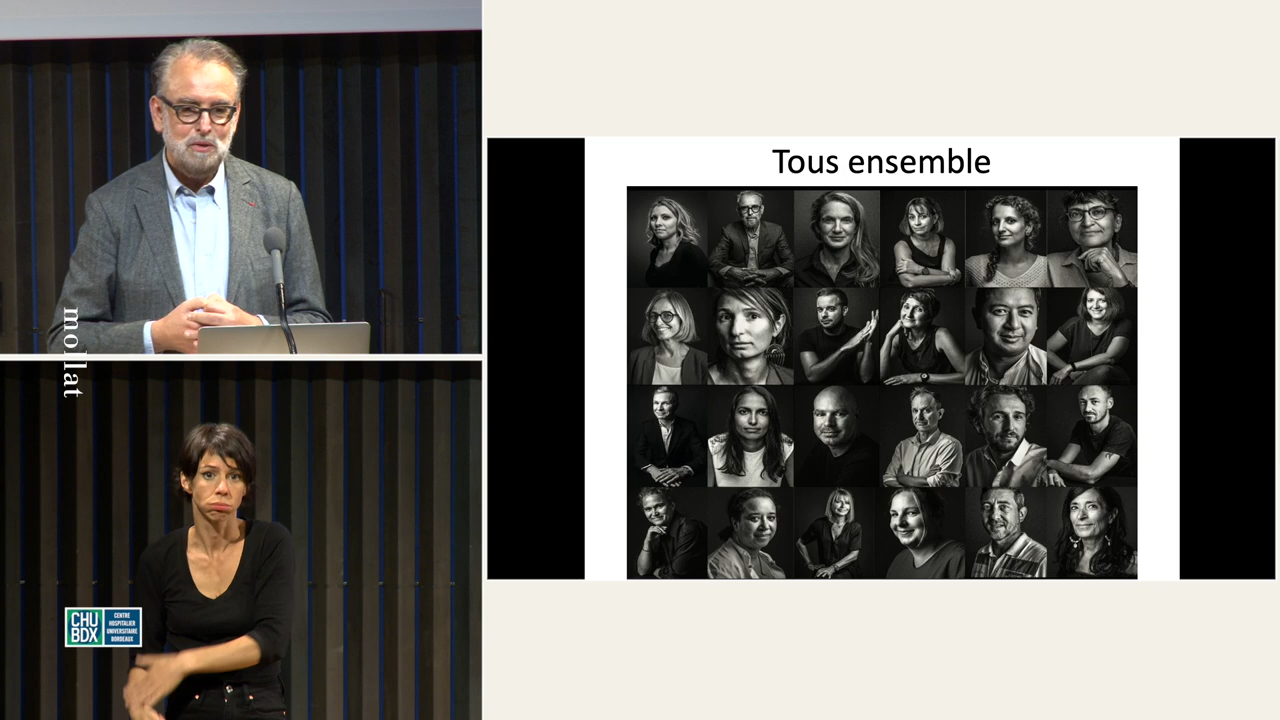 Tous ensemble
mollat
CHU
BDX
CENTRE
HOSPITALIER
UNIVERSITAIRE
BORDEAUX